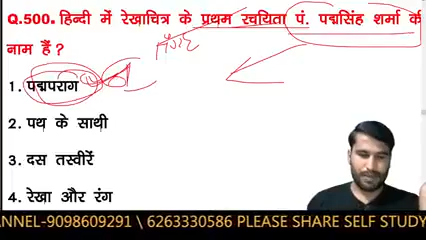 Q.500. हिन्दी में रेखाचित्र के प्रथम रचयिता पं. पद्मसिंह शर्मा के
नाम हैं ?
1. पद्मपराग
2. पथ के साथी
3. दस तस्वीरें
4. रेखा और रंग
ANNEL-9098609291 \ 6263330586 PLEASE SHARE SELF STUDY